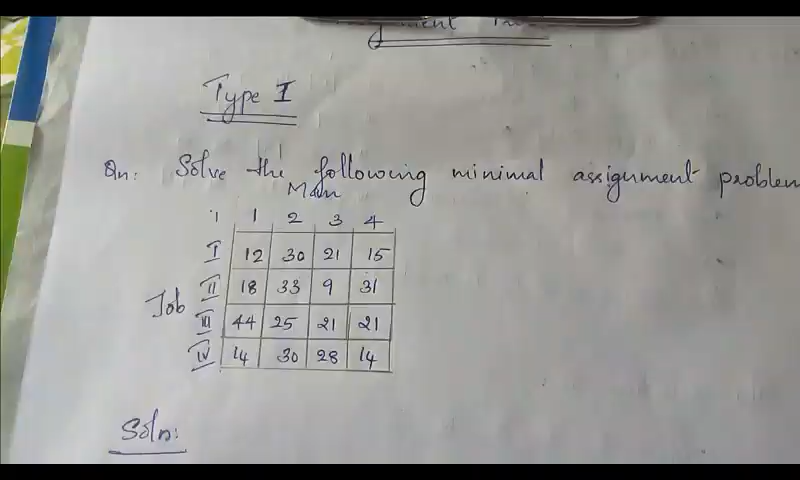 Type I
Qn: Solve the following minimal assignment problem
Man
1 2 3 4
I 12 30 21 15
II 18 33 9 31
Job
III 44 25 21 21
IV 14 30 28 14
Soln: